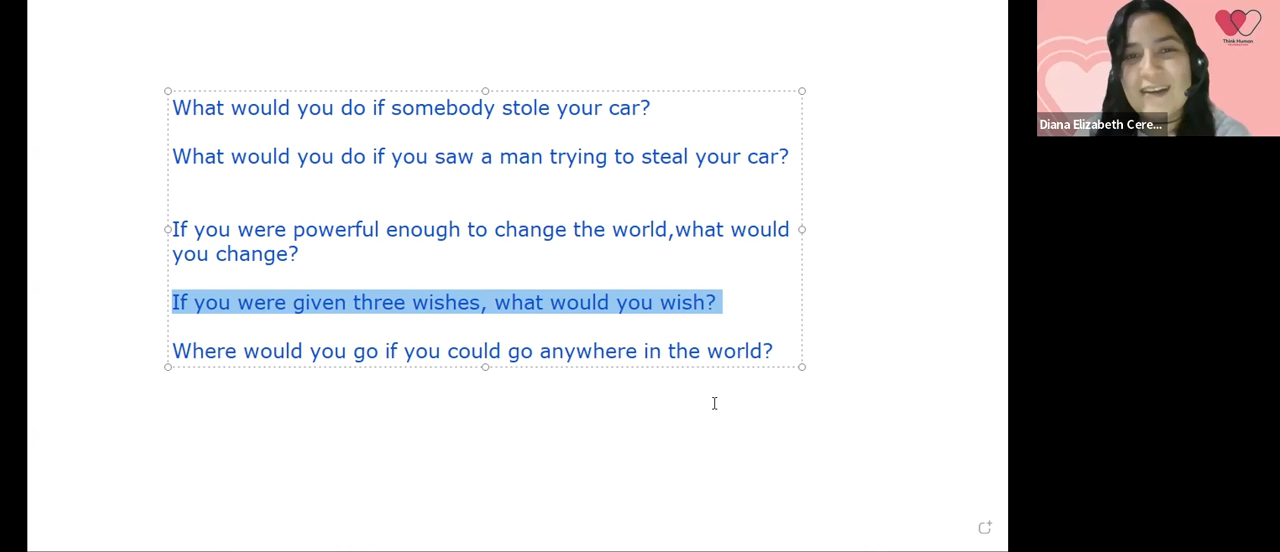 What would you do if somebody stole your car?
What would you do if you saw a man trying to steal your car?
If you were powerful enough to change the world,what would
you change?
If you were given three wishes, what would you wish?
Where would you go if you could go anywhere in the world?
Think Human
Diana Elizabeth Cere...